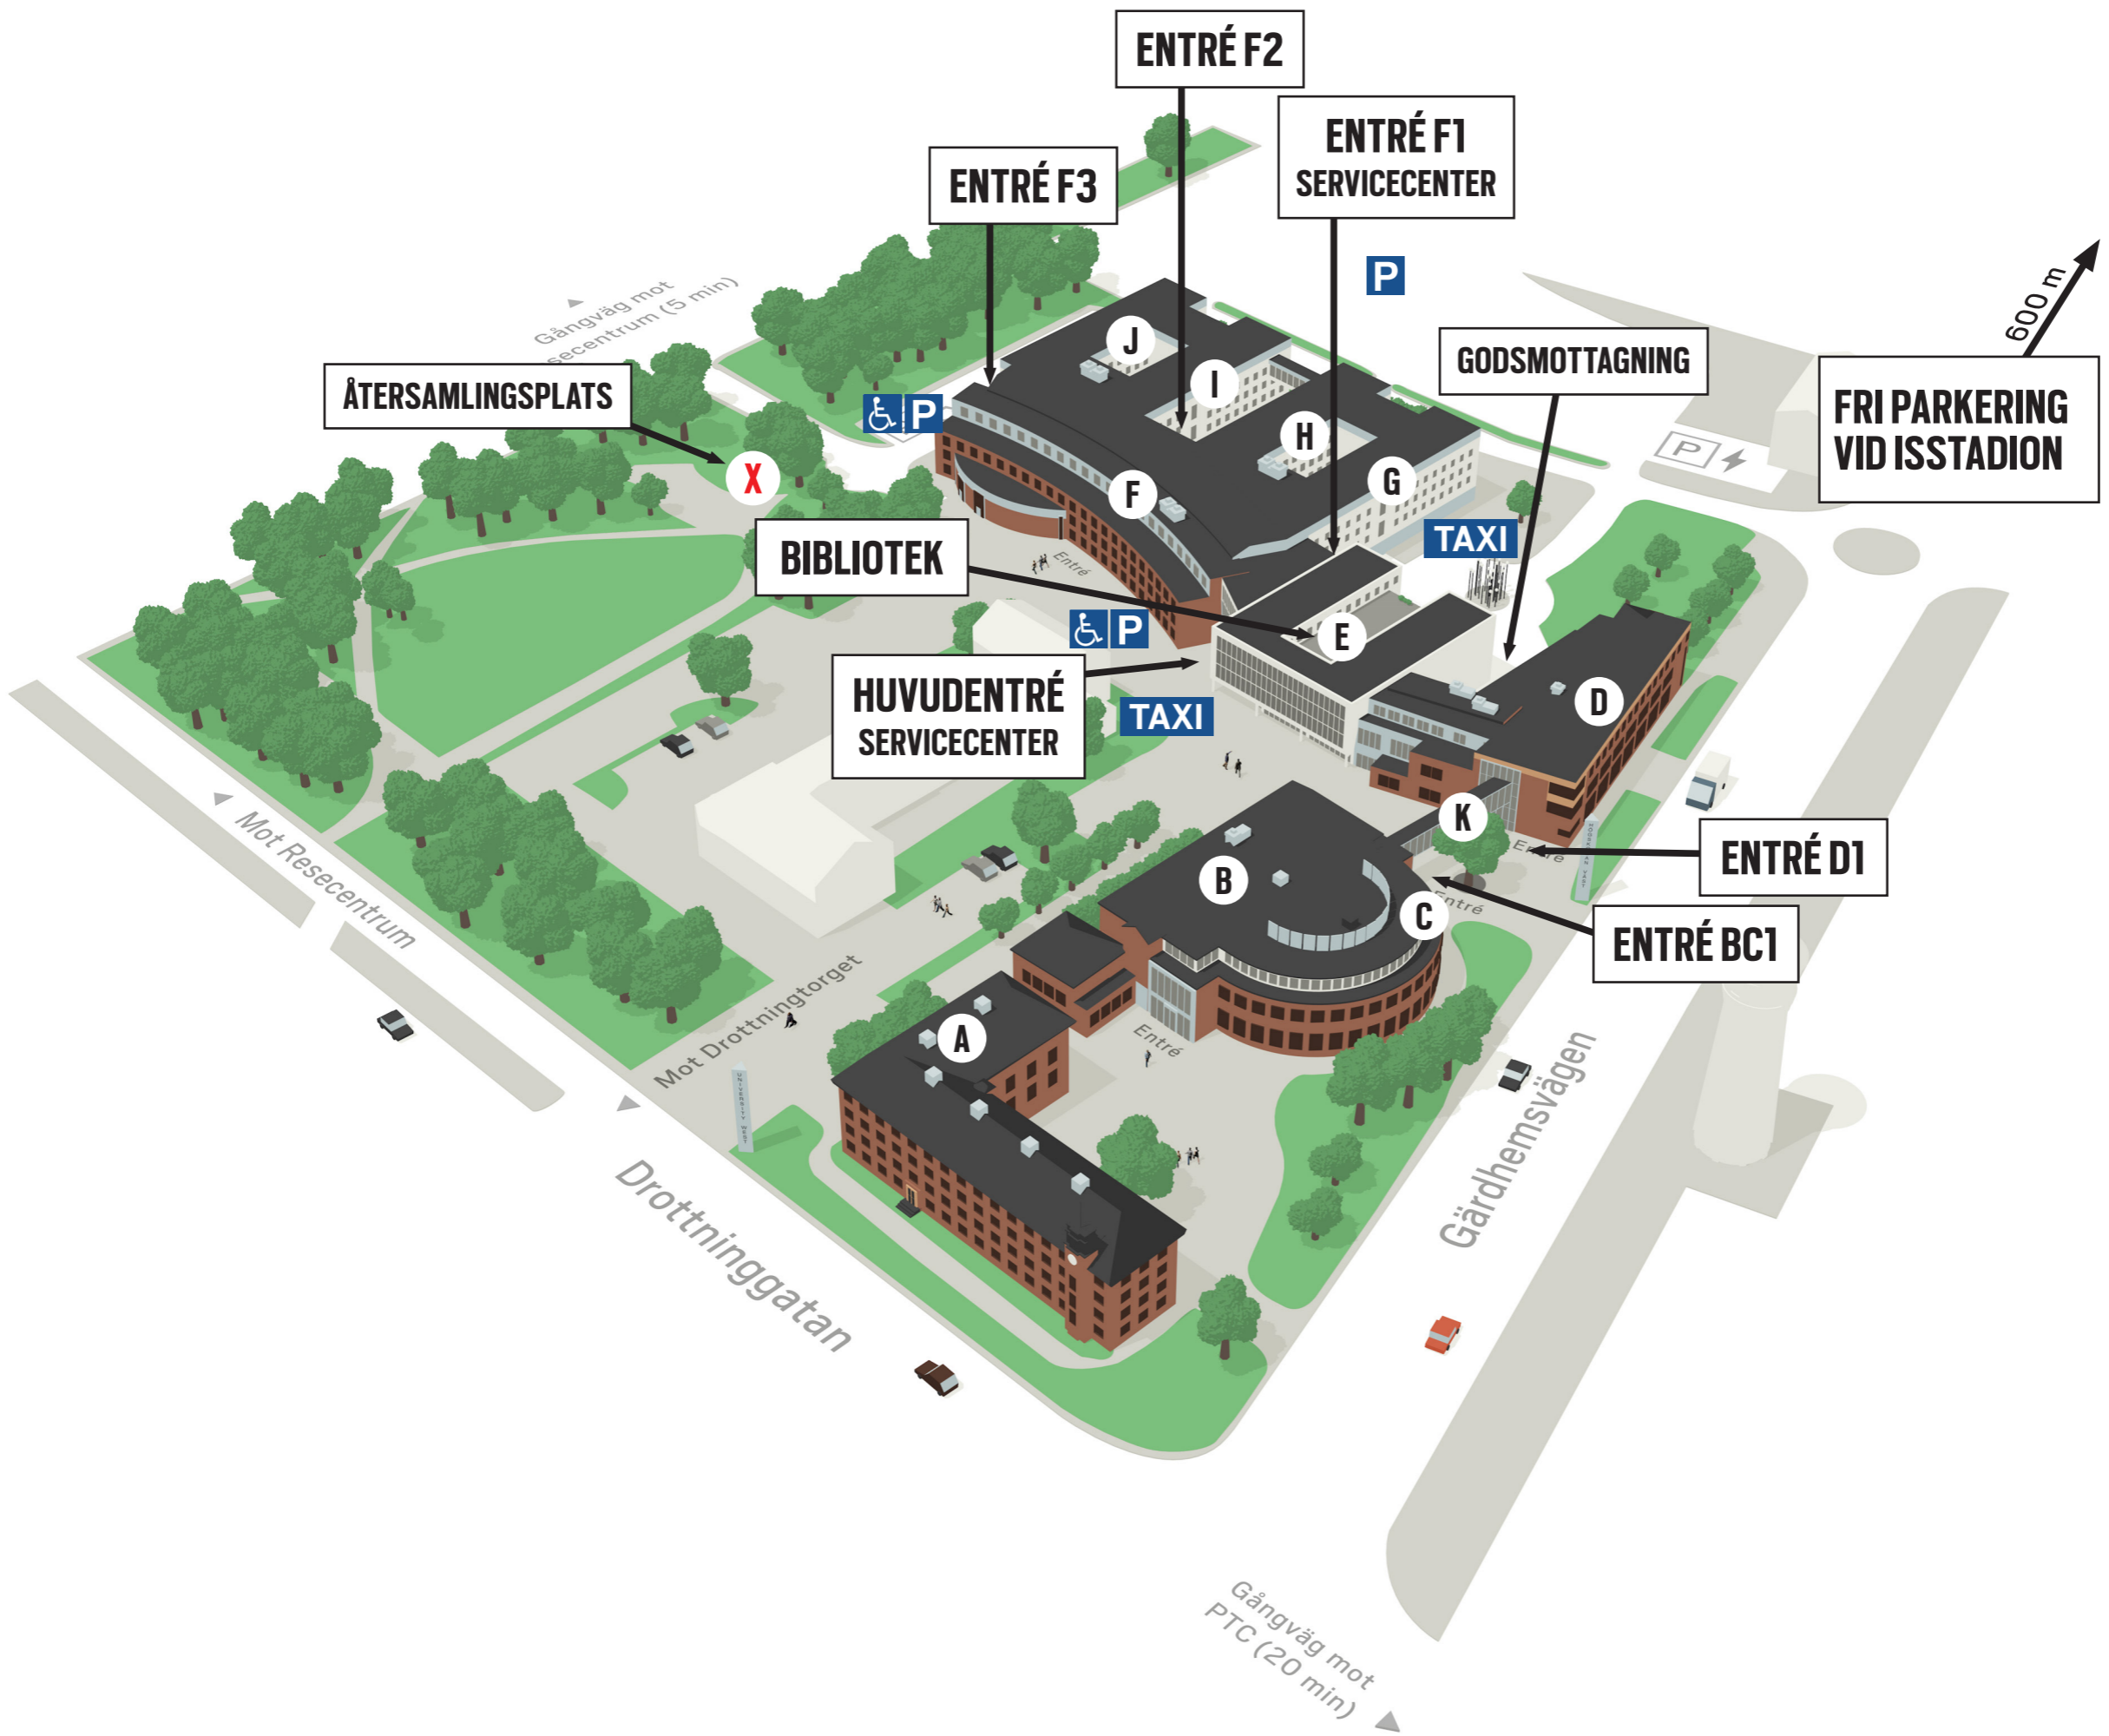 ENTRÉ F2
ENTRÉ F1
SERVICECENTER
ENTRÉ F3
P
600 m
Gångväg mot
secentrum (5 min)
GODSMOTTAGNING
FRI PARKERING
VID ISSTADION
ÅTERSAMLINGSPLATS
X
P
J
I
H
G
F
P
TAXI
BIBLIOTEK
Entré
E
P
HUVUDENTRÉ
SERVICECENTER
TAXI
D
K
Mot Resecentrum
Entré
ENTRÉ D1
B
C
Entré
ENTRÉ BC1
Mot Drottningtorget
A
Entré
Drottninggatan
Gärdhemsvägen
Gångväg mot
PTC (20 min)